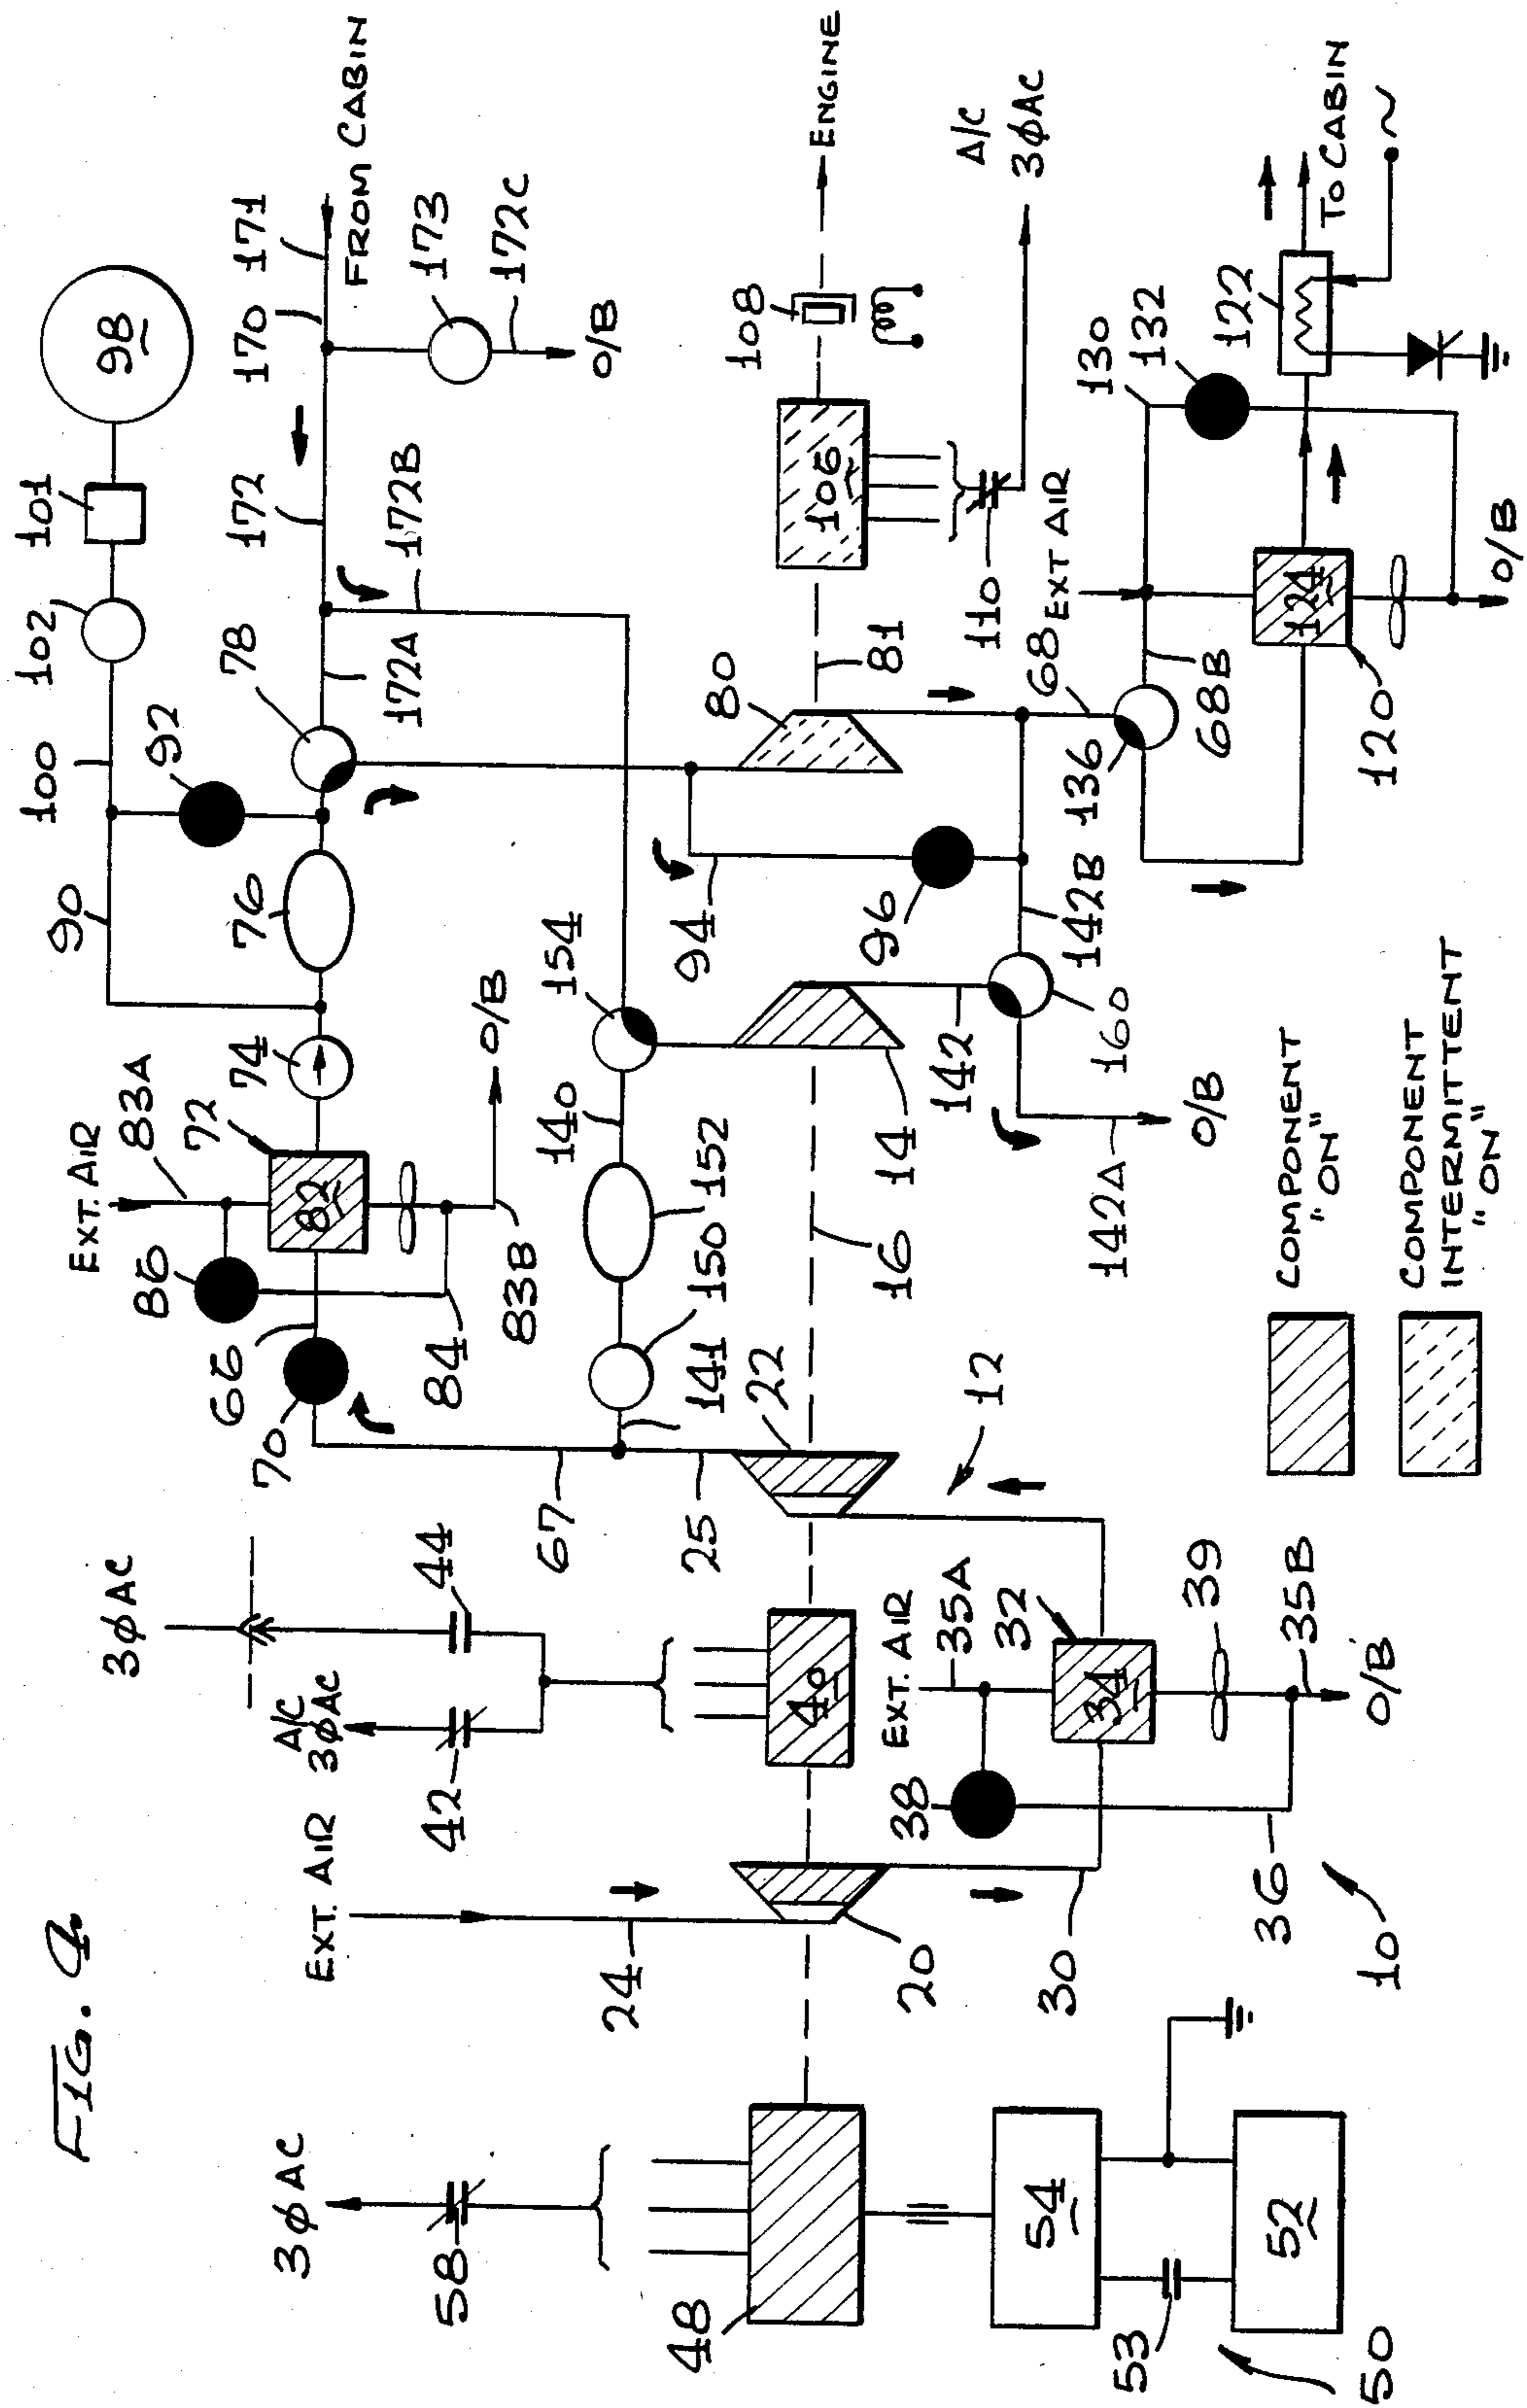 FIG. 4.
3ϕAC
58
48
54
53
52
50
EXT. AIR
24
20
30
36
10
3ϕAC
A/C
3ϕAC
44
42
40
EXT. AIR
35A
38
32
34
39
35B
O/B
12
67
25
22
141
70
66
84
EXT. AIR
83A
86
72
82
83B
O/B
74
140
150
152
16
14
142
142A
O/B
160
154
90
76
100
92
78
102
101
98
172A
172B
172
170
171
FROM CABIN
173
172C
O/B
94
96
142B
80
81
106
108
ENGINE
110
A/C
3ϕAC
68
EXT AIR
136
68B
120
124
130
132
122
TO CABIN
~
O/B
COMPONENT
"ON"
COMPONENT
INTERMITTENT
"ON"